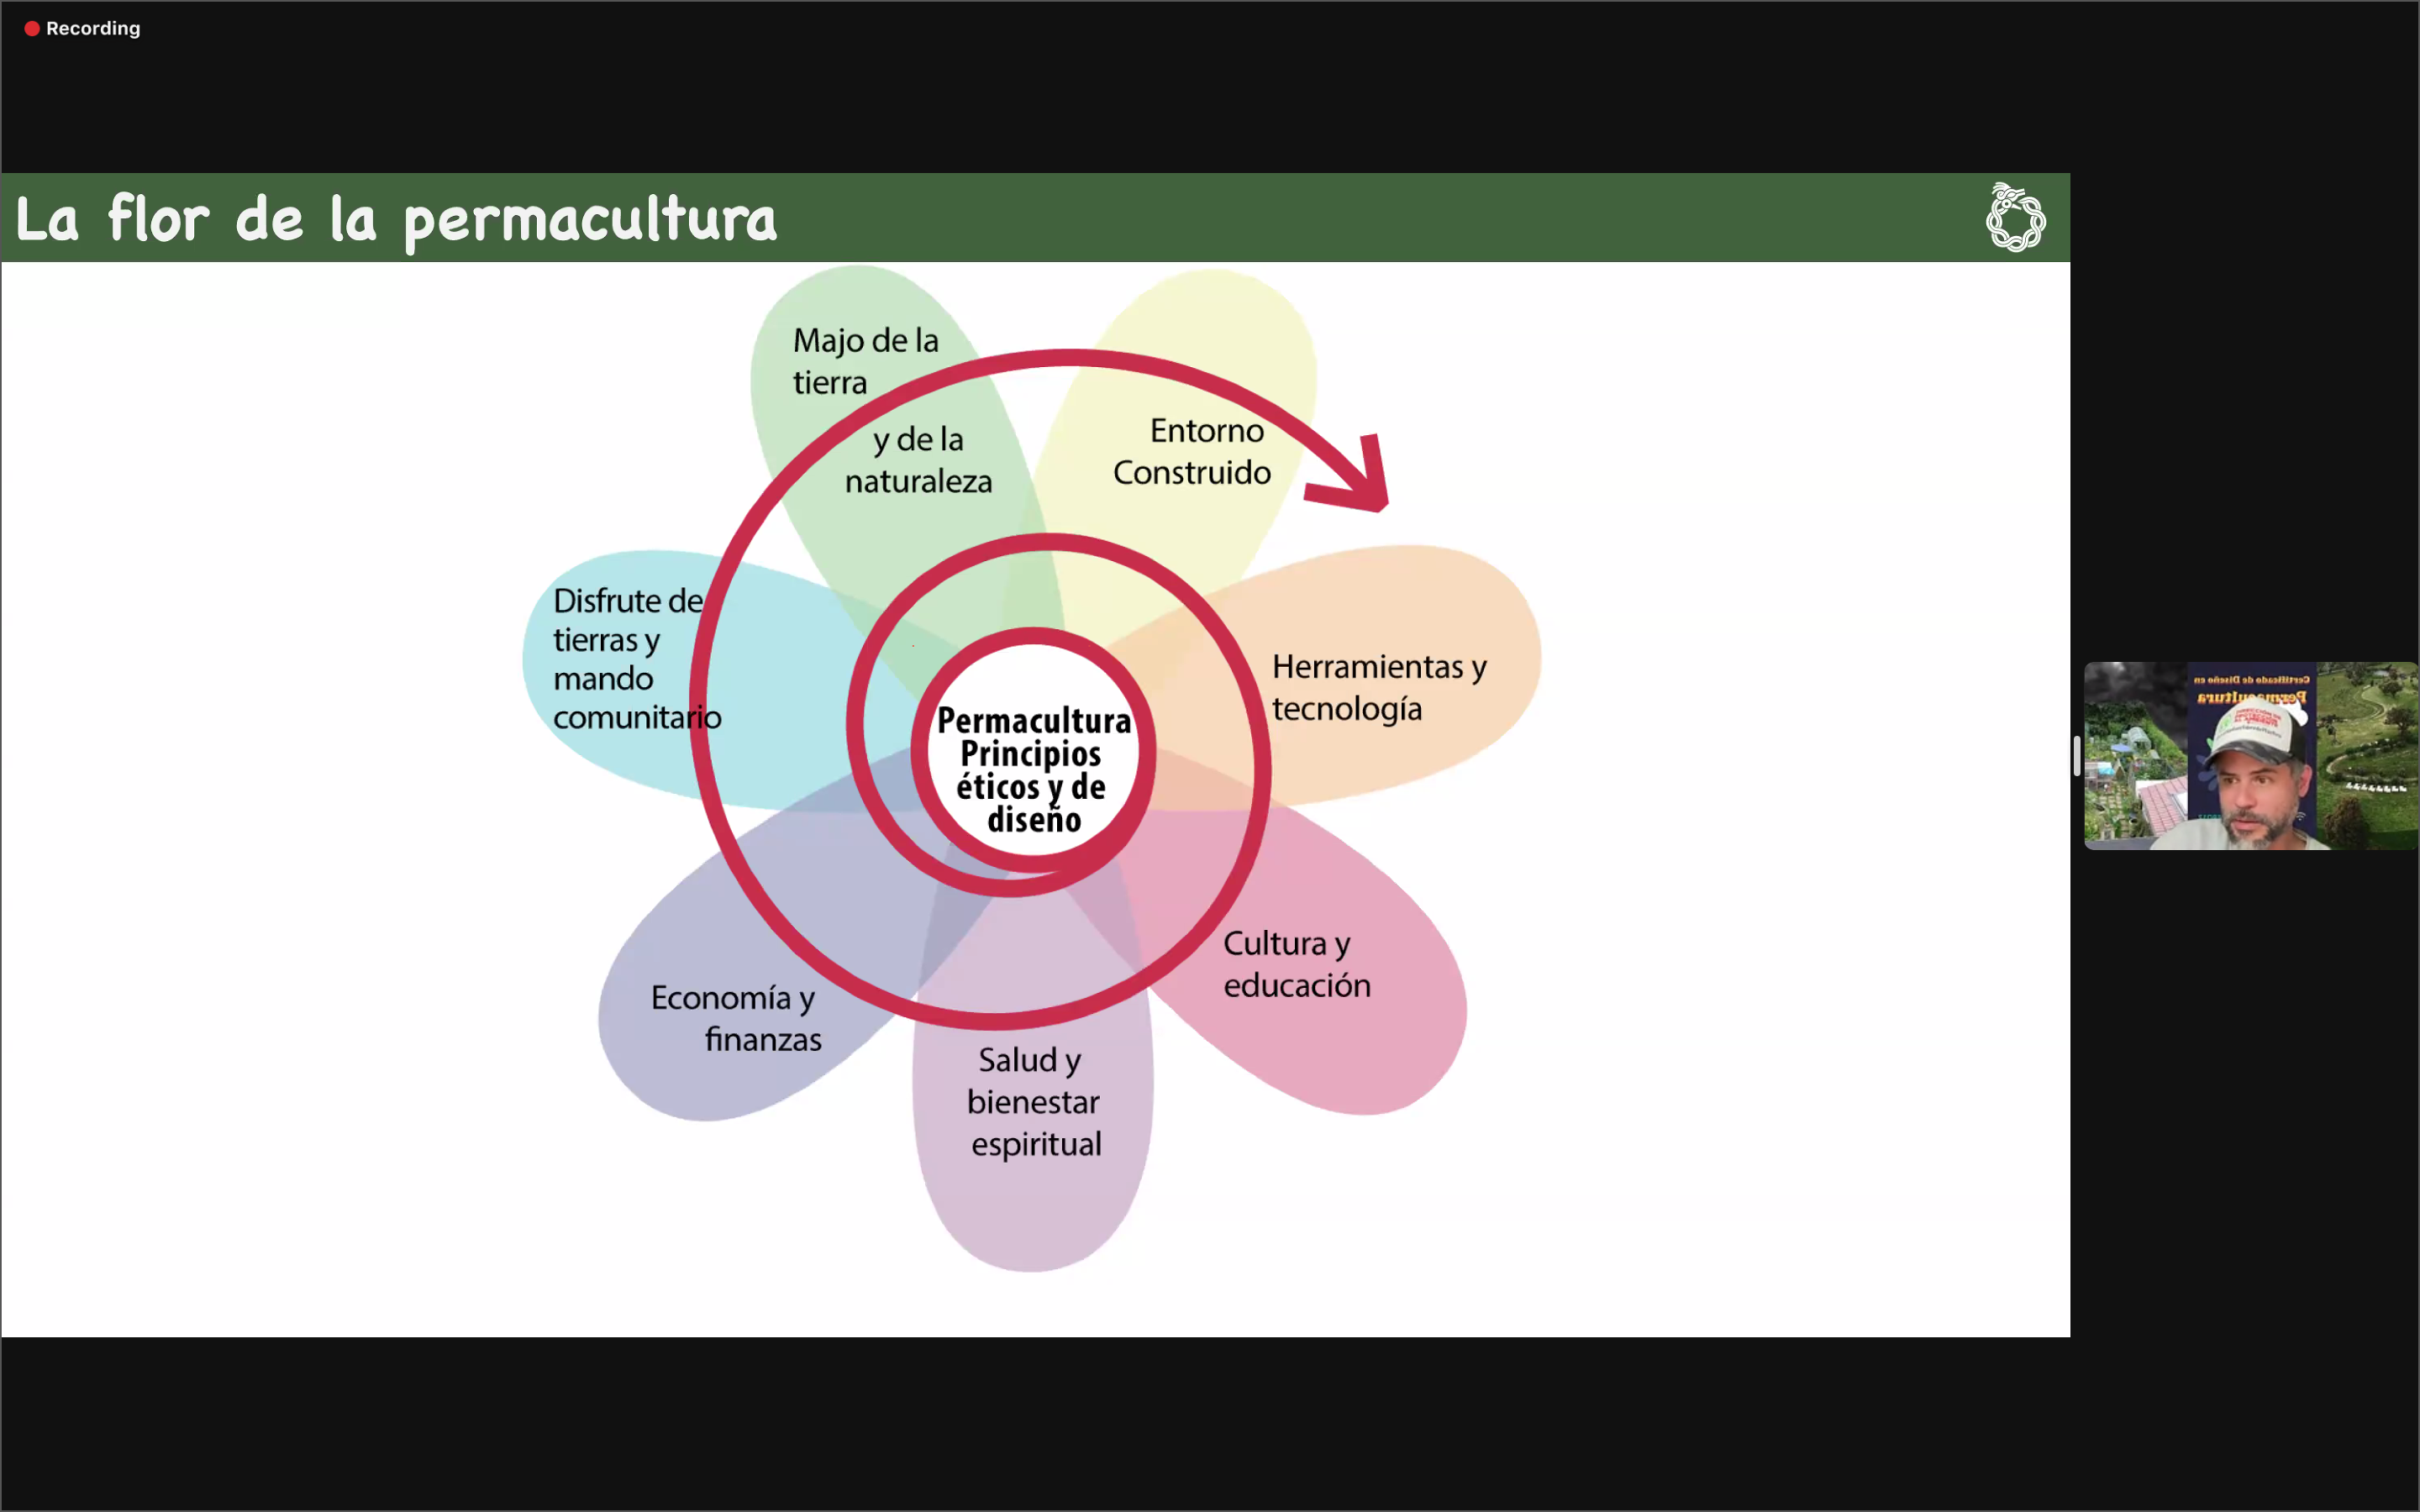 Recording
La flor de la permacultura
Majo de la
tierra
y de la
naturaleza
Entorno
Construido
Disfrute de
tierras y
mando
comunitario
Herramientas y
tecnología
Permacultura
Principios
éticos y de
diseño
Cultura y
educación
Economía y
finanzas
Salud y
bienestar
espiritual
Certificado de Diseño en
Permacultura